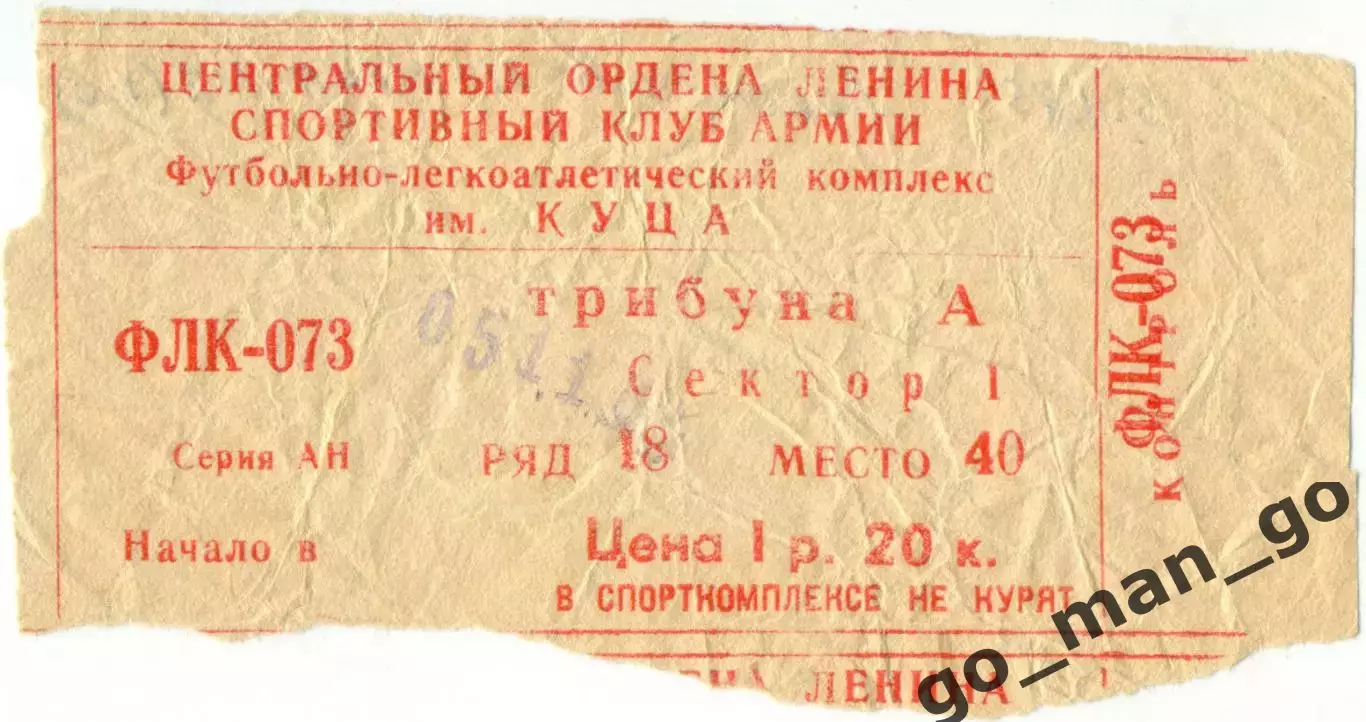 ЦЕНТРАЛЬНЫЙ ОРДЕНА ЛЕНИНА
СПОРТИВНЫЙ КЛУБ АРМИИ
Футбольно-легкоатлетический комплекс
им. КУЦА
трибуна А
ФЛК-073
Сектор 1
Серия АН РЯД 18 МЕСТО 40
Начало в Цена 1 р. 20 к.
В СПОРТКОМПЛЕКСЕ НЕ КУРЯТ
ФЛК-073
контроль
ЛЕНИНА
go_man_go